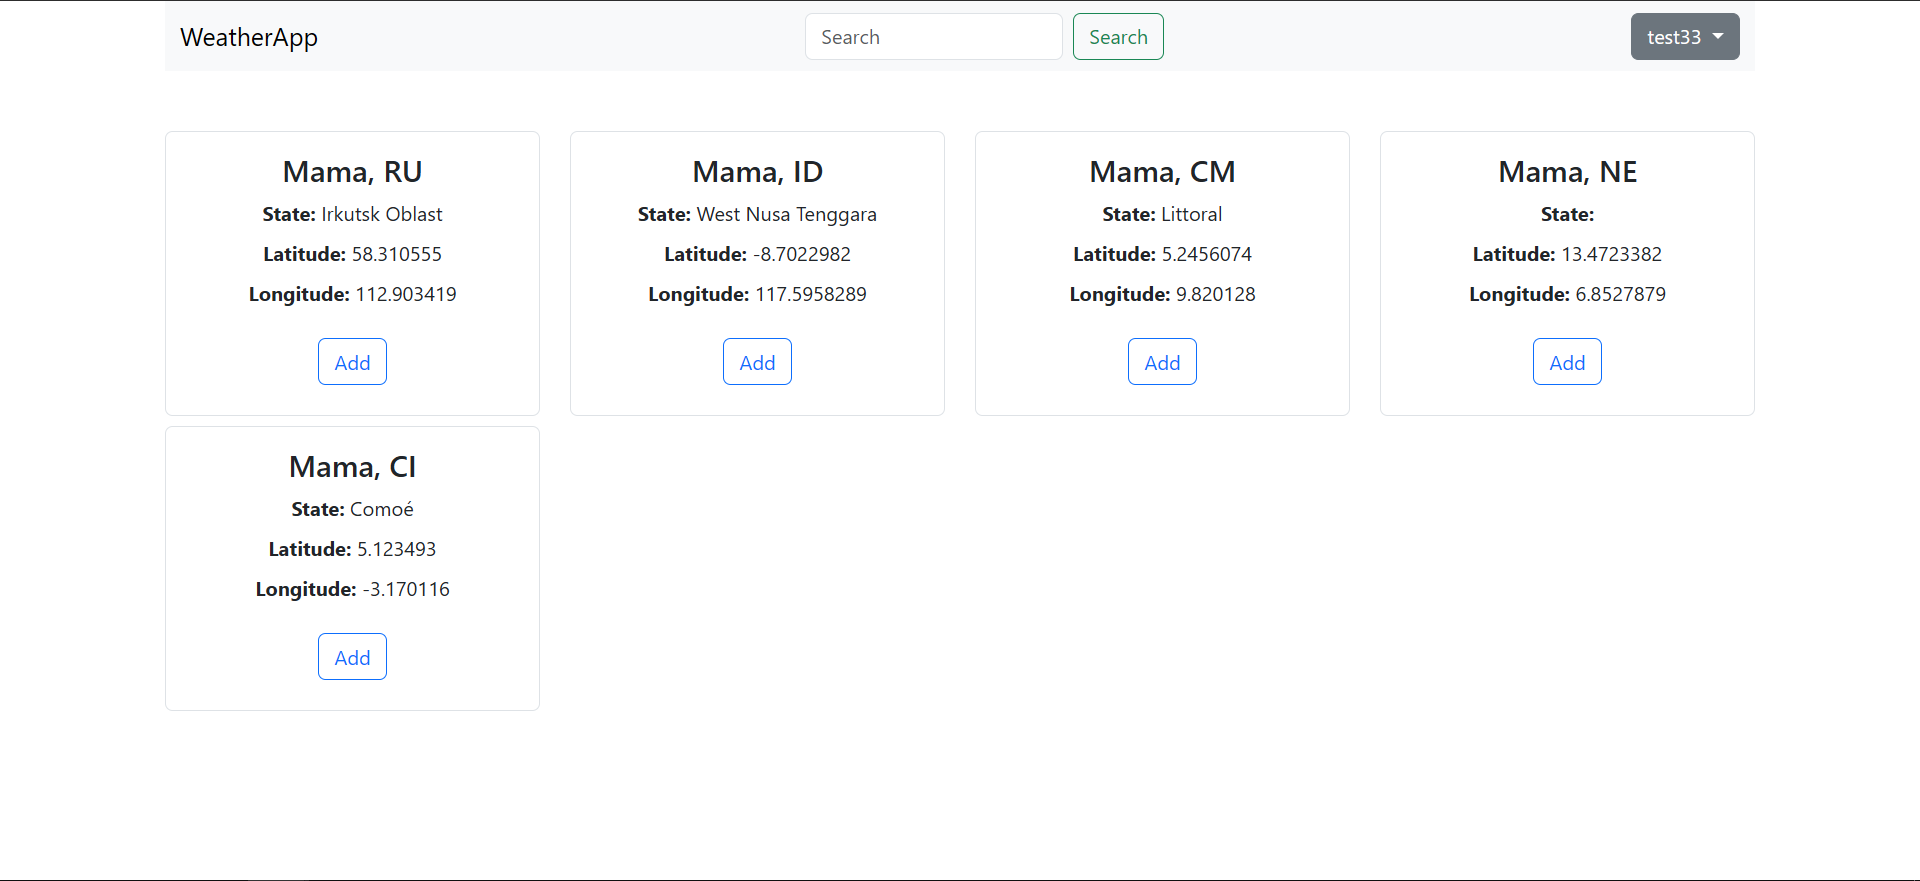 WeatherApp
Search
Search
test33
Mama, RU
State: Irkutsk Oblast
Latitude: 58.310555
Longitude: 112.903419
Add
Mama, ID
State: West Nusa Tenggara
Latitude: -8.7022982
Longitude: 117.5958289
Add
Mama, CM
State: Littoral
Latitude: 5.2456074
Longitude: 9.820128
Add
Mama, NE
State:
Latitude: 13.4723382
Longitude: 6.8527879
Add
Mama, CI
State: Comoé
Latitude: 5.123493
Longitude: -3.170116
Add